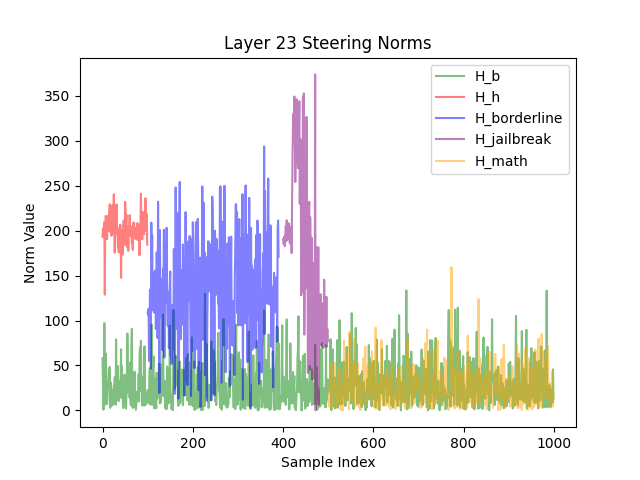 Layer 23 Steering Norms
H_b
H_h
H_borderline
H_jailbreak
H_math
350
300
250
200
150
100
50
0
Norm Value
0
200
400
600
800
1000
Sample Index